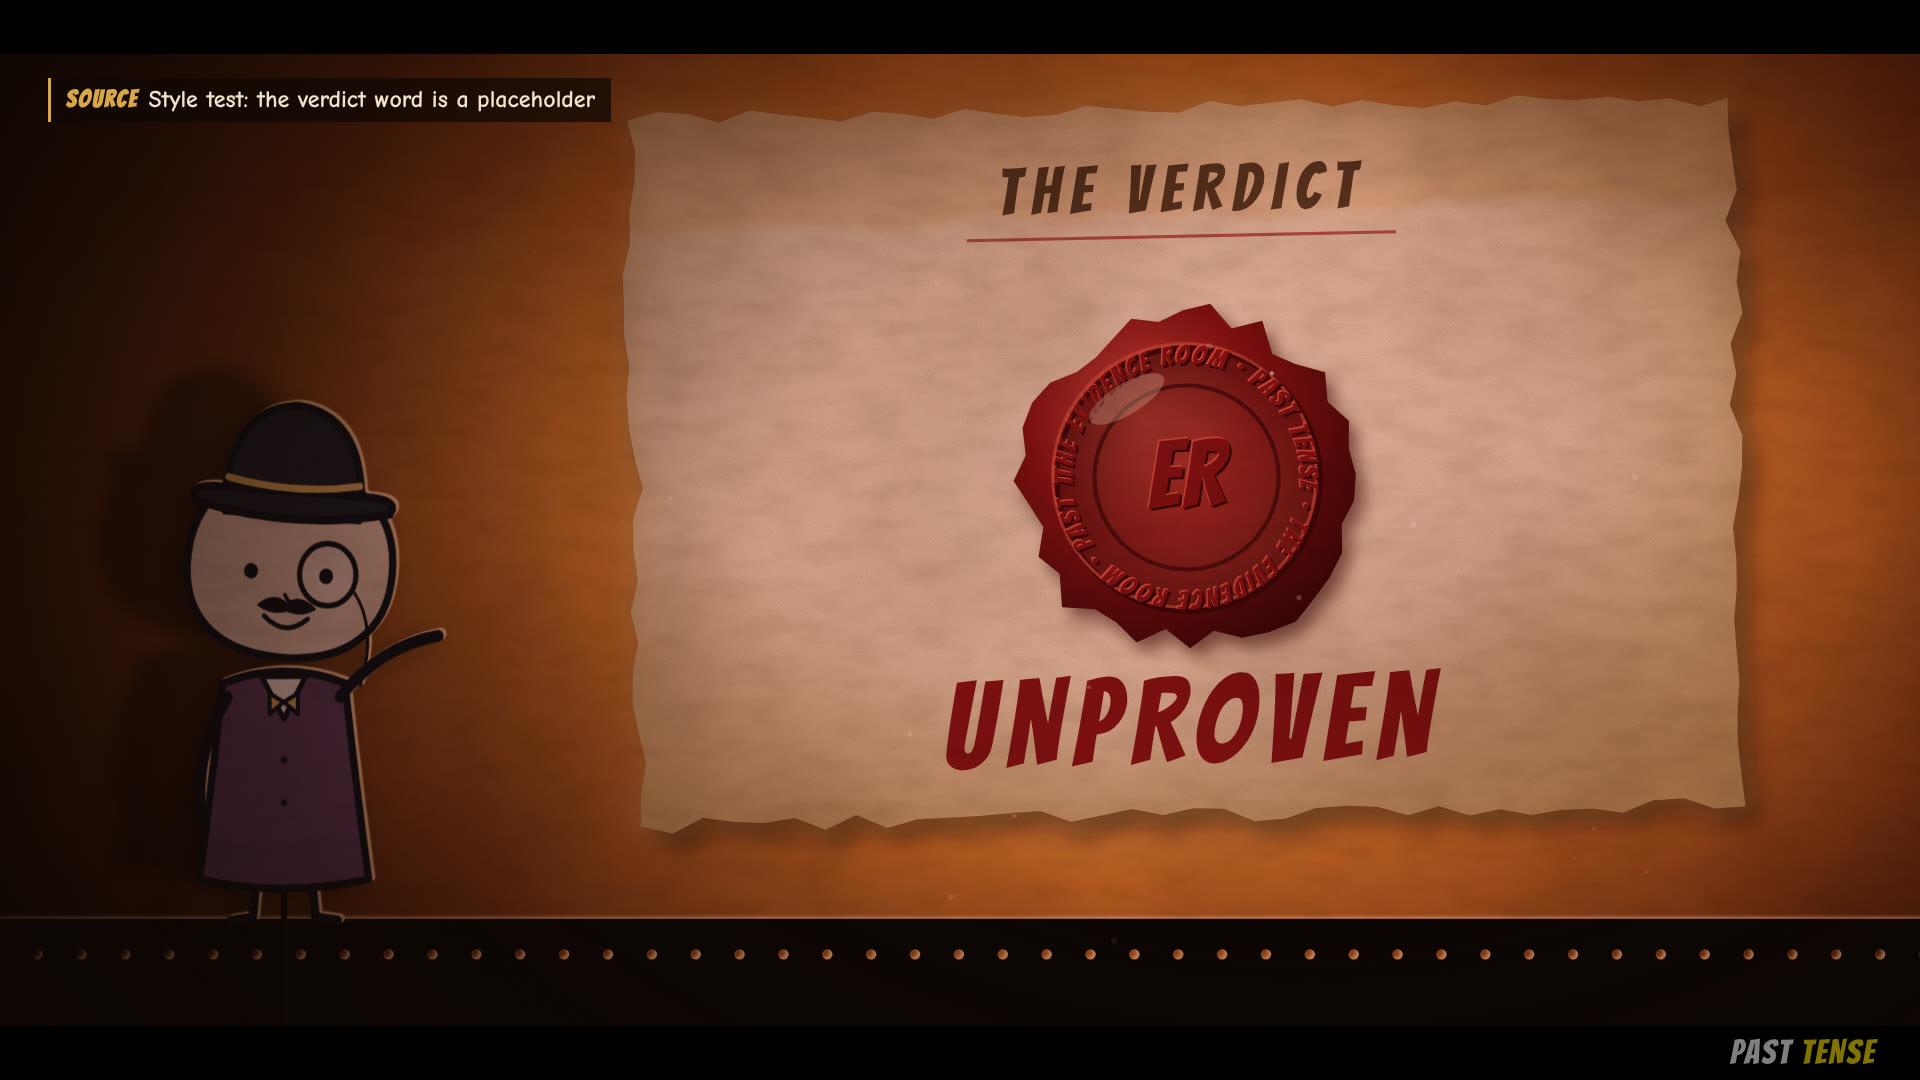 SOURCE Style test: the verdict word is a placeholder
THE VERDICT
THE EVIDENCE ROOM • PAST TENSE • THE EVIDENCE ROOM • PAST T
ER
UNPROVEN
PAST TENSE